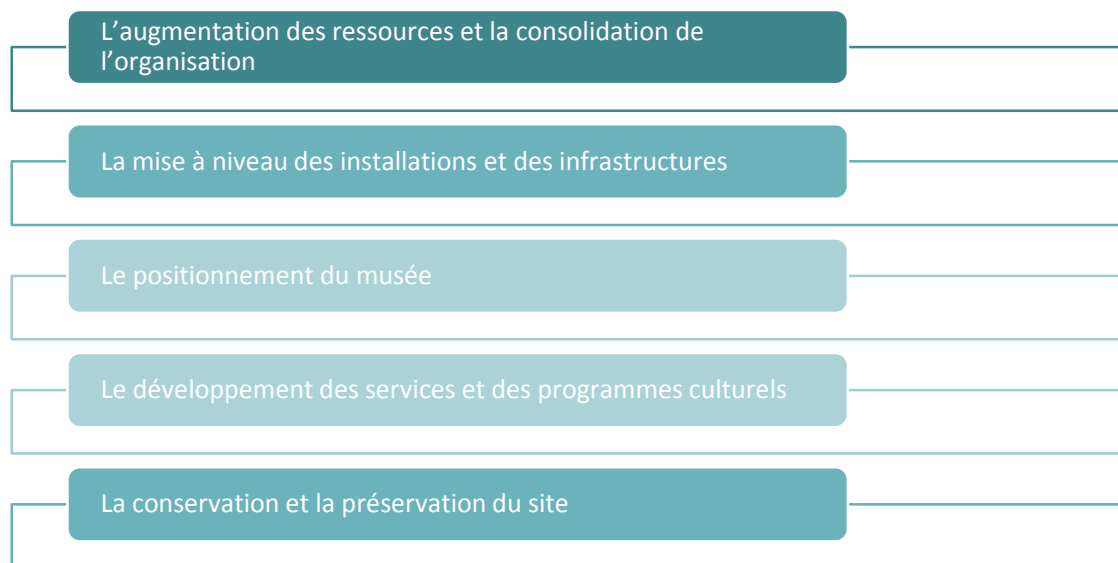 L’augmentation des ressources et la consolidation de
l’organisation
La mise à niveau des installations et des infrastructures
Le positionnement du musée
Le développement des services et des programmes culturels
La conservation et la préservation du site